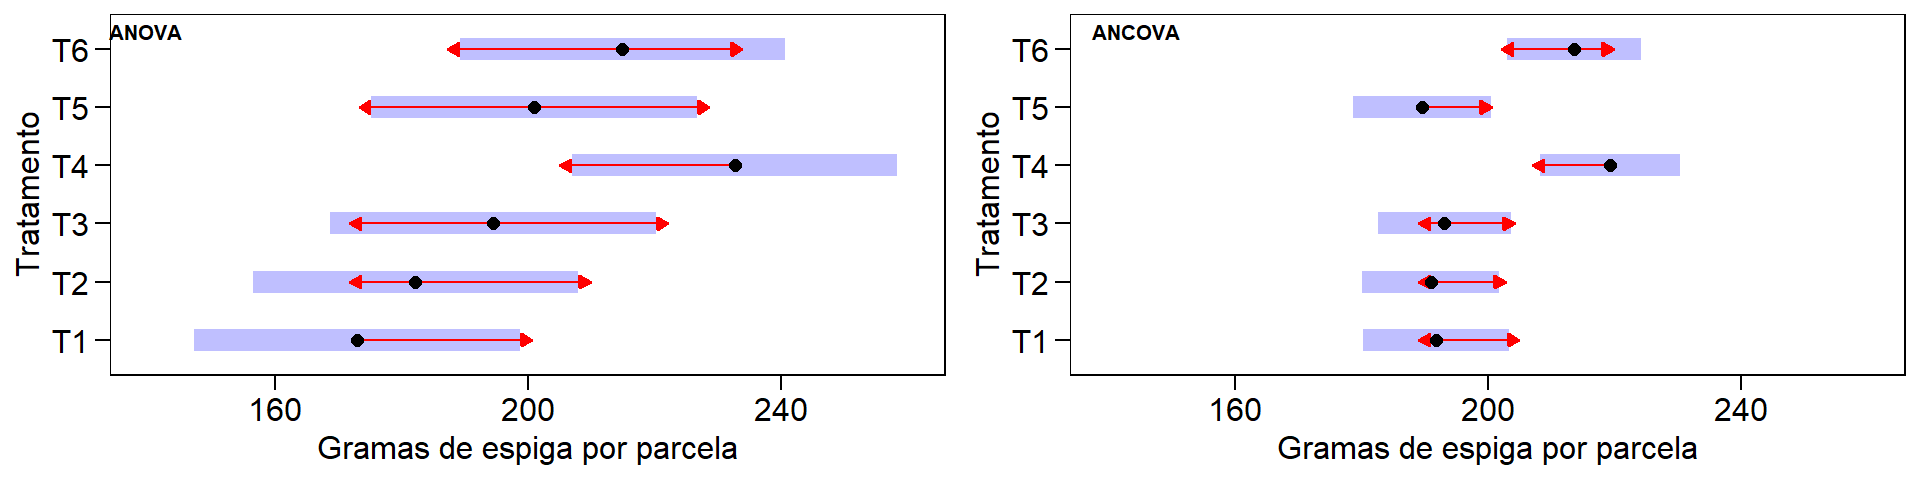 ANOVA
T6
T5
T4
T3
T2
T1
Tratamento
160 200 240
Gramas de espiga por parcela
ANCOVA
T6
T5
T4
T3
T2
T1
Tratamento
160 200 240
Gramas de espiga por parcela